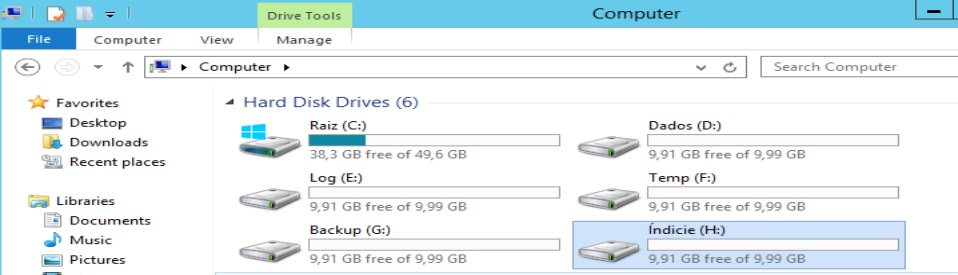 Drive Tools
Computer
File Computer View Manage
Computer
Search Computer
Favorites
Desktop
Downloads
Recent places
Libraries
Documents
Music
Pictures
Hard Disk Drives (6)
Raiz (C:)
38,3 GB free of 49,6 GB
Dados (D:)
9,91 GB free of 9,99 GB
Log (E:)
9,91 GB free of 9,99 GB
Temp (F:)
9,91 GB free of 9,99 GB
Backup (G:)
9,91 GB free of 9,99 GB
Índicie (H:)
9,91 GB free of 9,99 GB